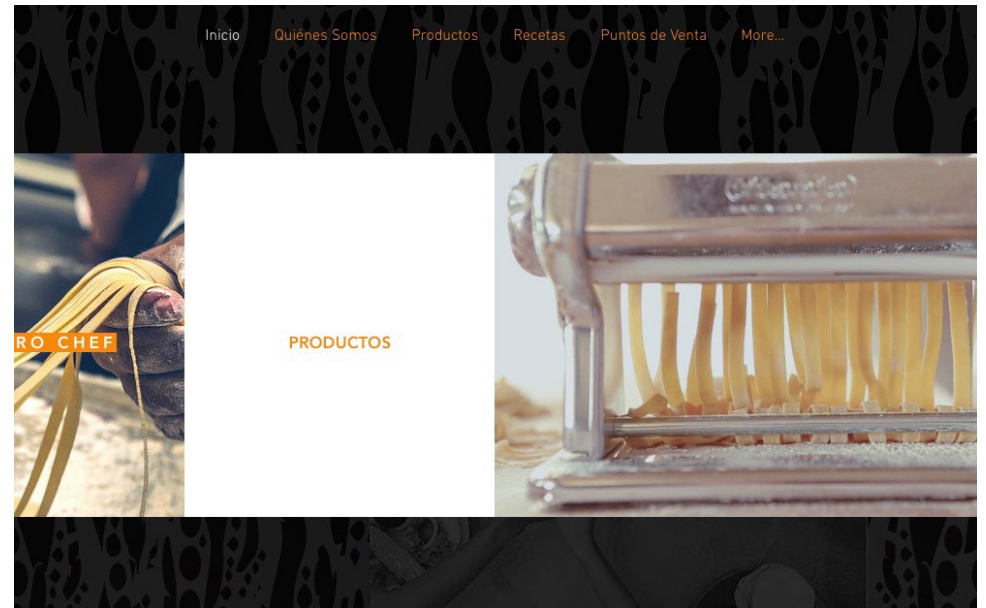 Inicio Quiénes Somos Productos Recetas Puntos de Venta More...
RO CHEF
PRODUCTOS